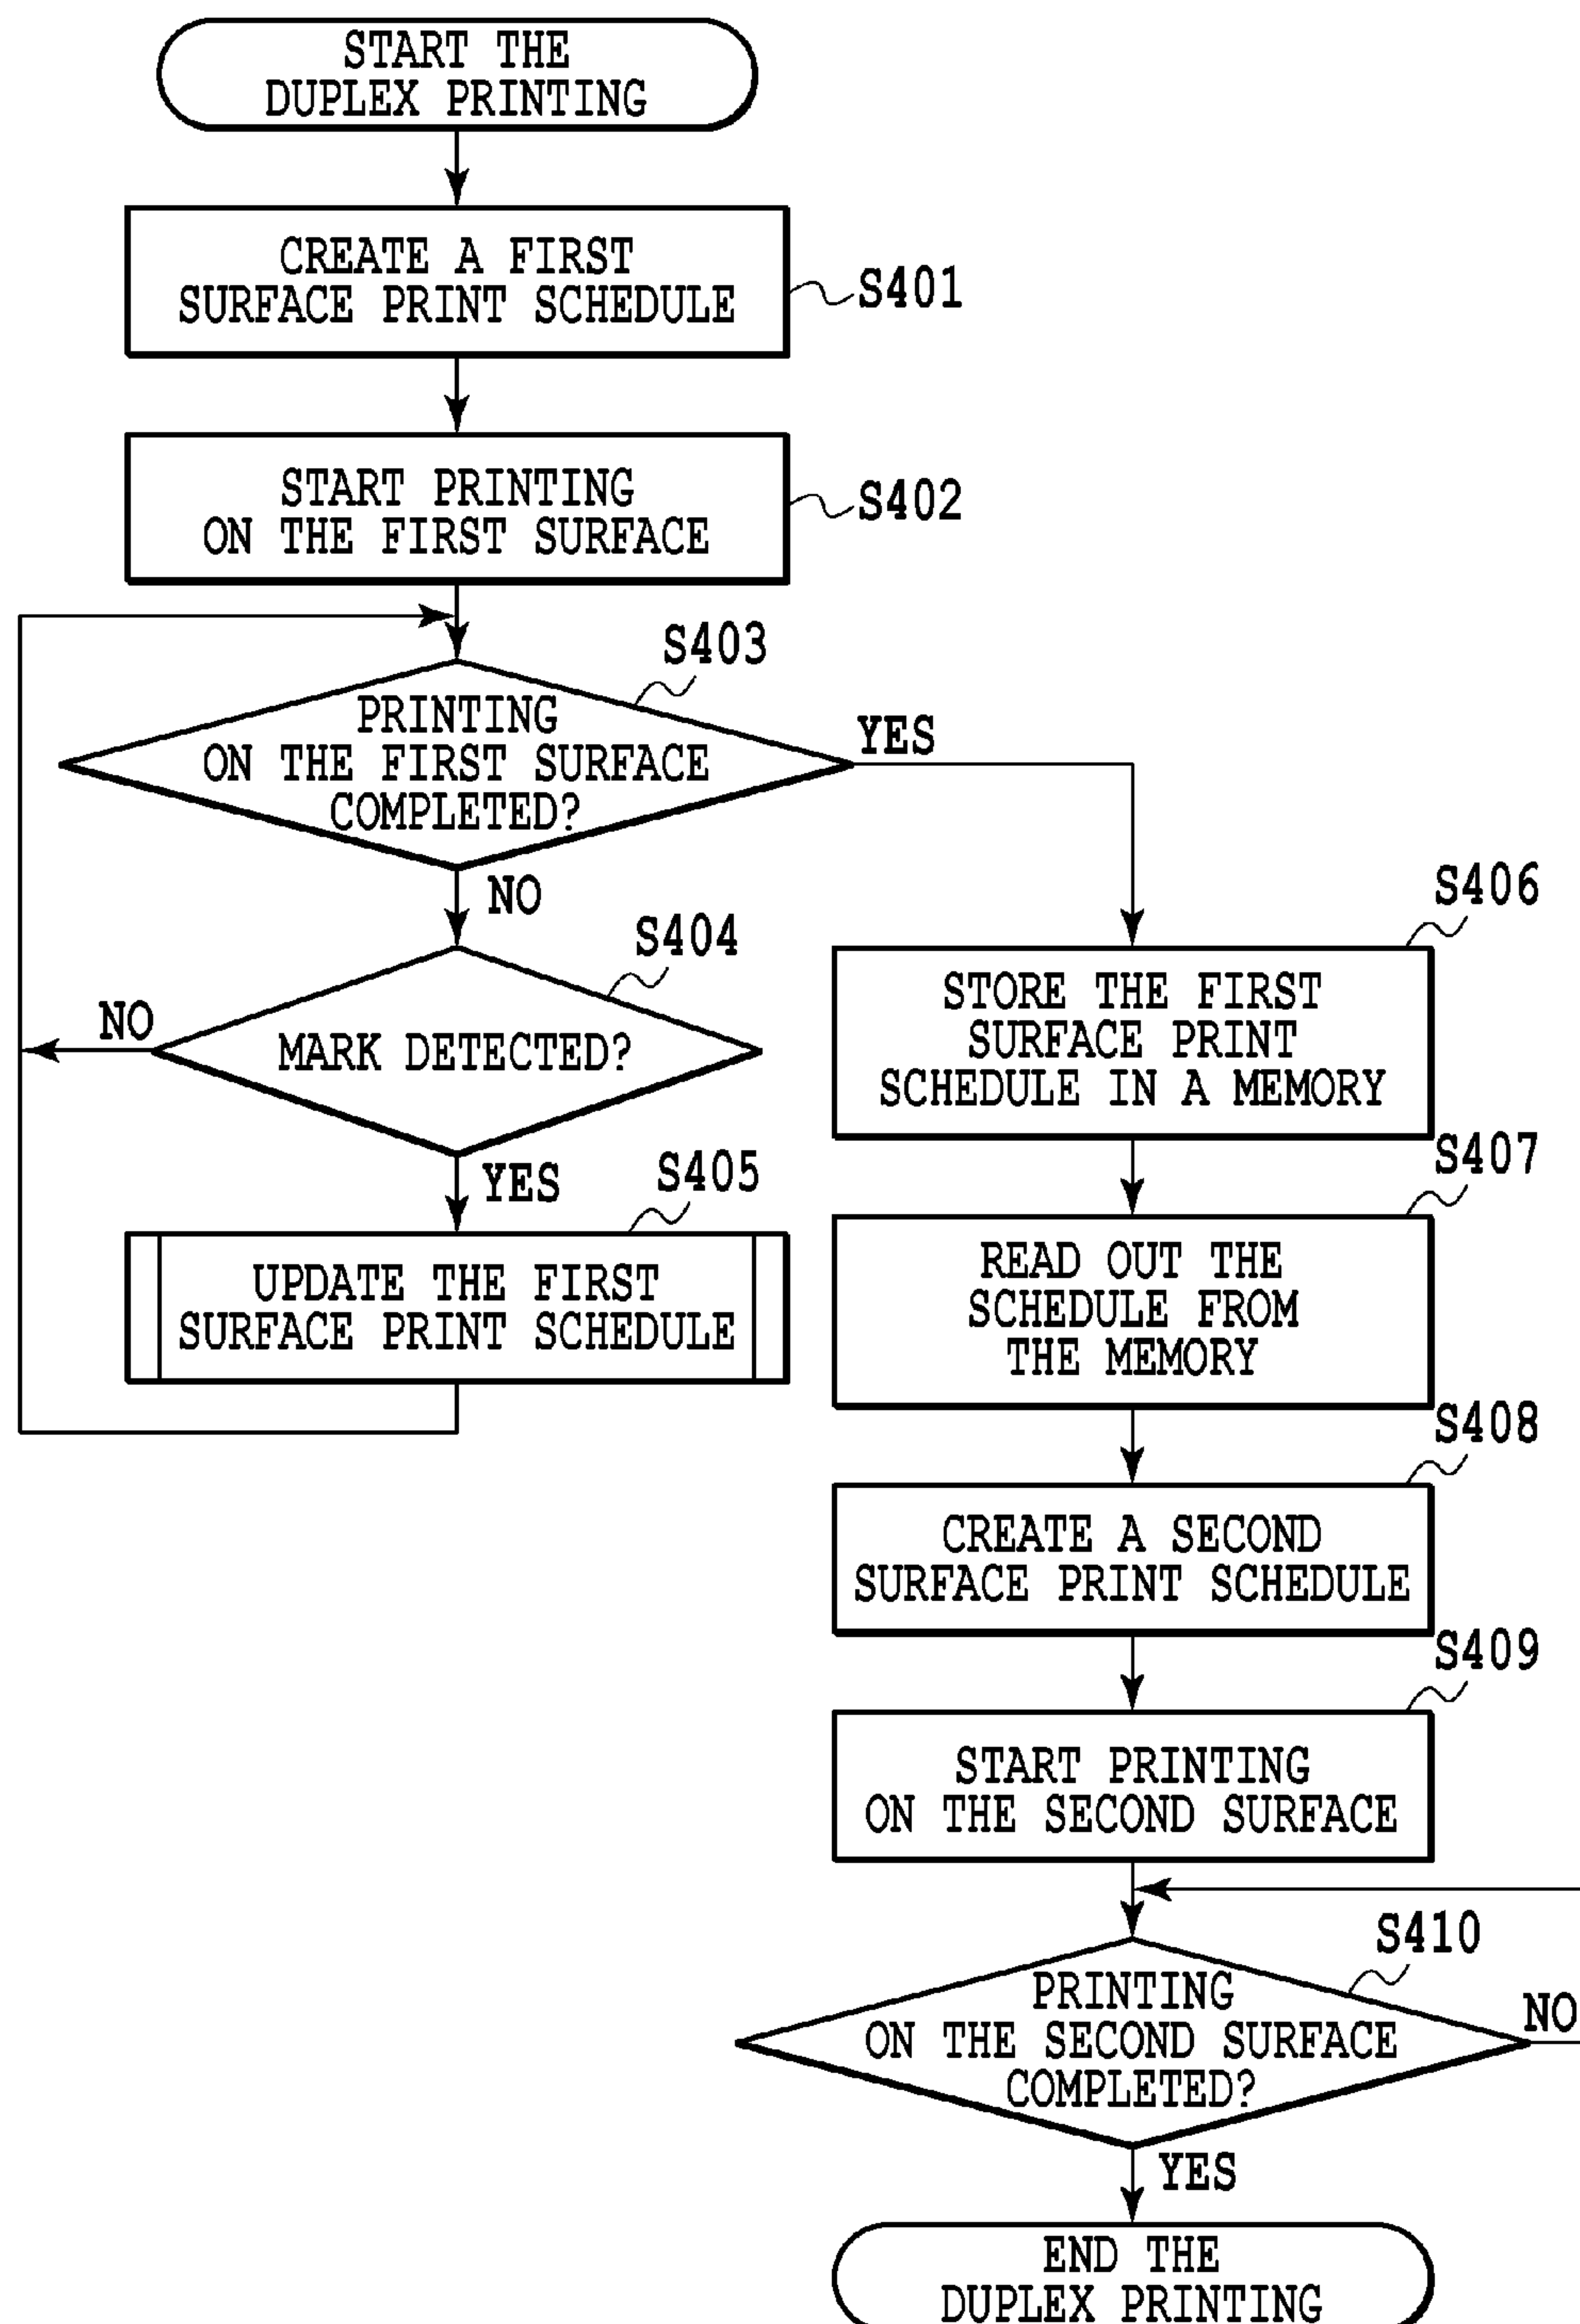 START THE
DUPLEX PRINTING
CREATE A FIRST
SURFACE PRINT SCHEDULE
S401
START PRINTING
ON THE FIRST SURFACE
S402
S403
PRINTING
ON THE FIRST SURFACE
COMPLETED?
YES
NO
S404
MARK DETECTED?
NO
YES
S405
UPDATE THE FIRST
SURFACE PRINT SCHEDULE
S406
STORE THE FIRST
SURFACE PRINT
SCHEDULE IN A MEMORY
S407
READ OUT THE
SCHEDULE FROM
THE MEMORY
S408
CREATE A SECOND
SURFACE PRINT SCHEDULE
S409
START PRINTING
ON THE SECOND SURFACE
S410
PRINTING
ON THE SECOND SURFACE
COMPLETED?
NO
YES
END THE
DUPLEX PRINTING